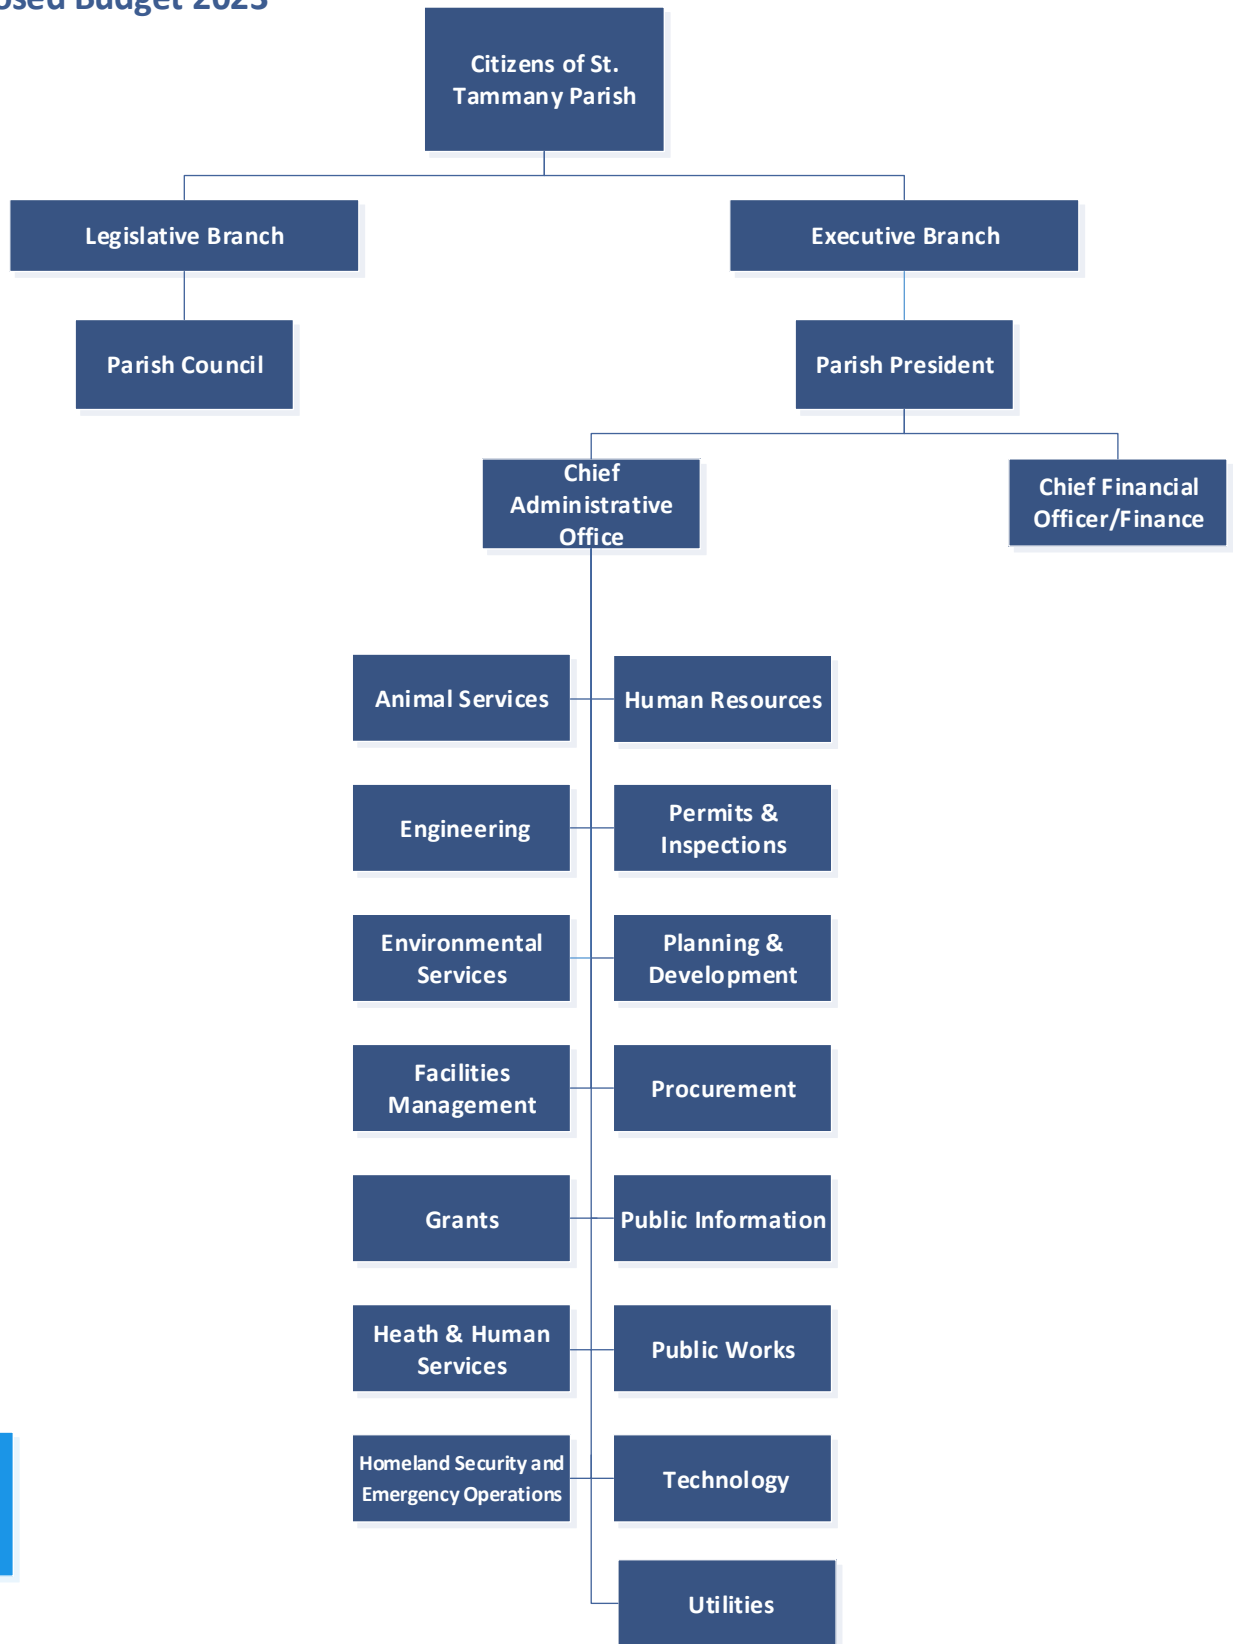 Budget 2023
Citizens of St.
Tammany Parish
Legislative Branch
Executive Branch
Parish Council
Parish President
Chief
Administrative
Office
Chief Financial
Officer/Finance
Animal Services
Human Resources
Engineering
Permits &
Inspections
Environmental
Services
Planning &
Development
Facilities
Management
Procurement
Grants
Public Information
Heath & Human
Services
Public Works
Homeland Security and
Emergency Operations
Technology
Utilities